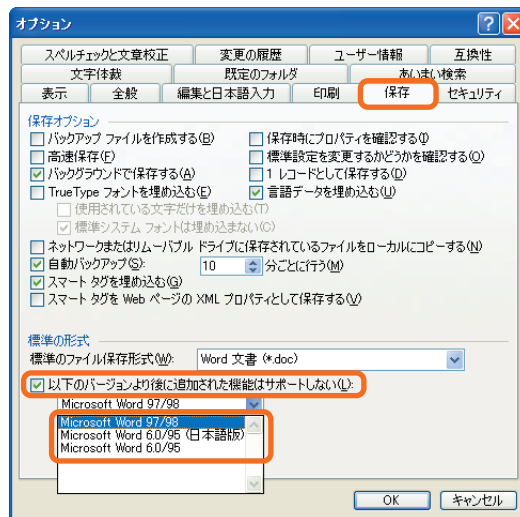 オプション
スペルチェックと文章校正 変更の履歴 ユーザー情報 互換性
文字体裁 既定のフォルダ あいまい検索
表示 全般 編集と日本語入力 印刷 保存 セキュリティ
保存オプション
バックアップ ファイルを作成する(B) 保存時にプロパティを確認する(I)
高速保存(F) 標準設定を変更するかどうかを確認する(O)
バックグラウンドで保存する(A) 1 レコードとして保存する(D)
TrueType フォントを埋め込む(E) 言語データを埋め込む(U)
使用されている文字だけを埋め込む(T)
標準システム フォントは埋め込まない(C)
ネットワークまたはリムーバブル ドライブに保存されているファイルをローカルにコピーする(N)
自動バックアップ(S): 10 分ごとに行う(M)
スマート タグを埋め込む(G)
スマート タグを Web ページの XML プロパティとして保存する(V)
標準の形式
標準のファイル保存形式(W): Word 文書 (*.doc)
以下のバージョンより後に追加された機能はサポートしない(L):
Microsoft Word 97/98
Microsoft Word 97/98
Microsoft Word 6.0/95 (日本語版)
Microsoft Word 6.0/95
OK キャンセル